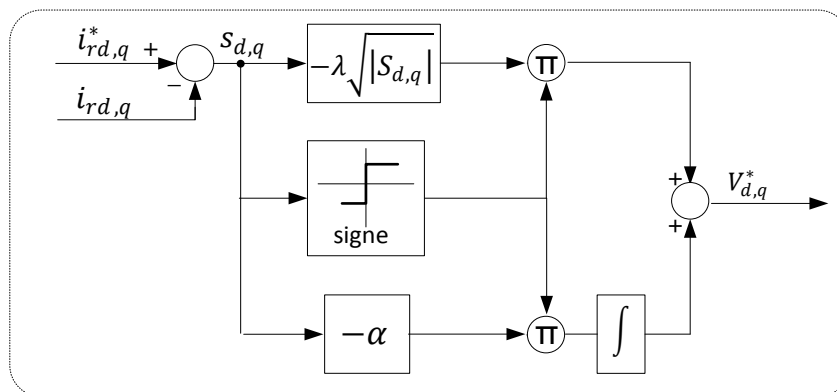 i*rd,q + sd,q
−
ird,q
−λ√|Sd,q|
π
signe
+
V*d,q
+
−α
π
∫